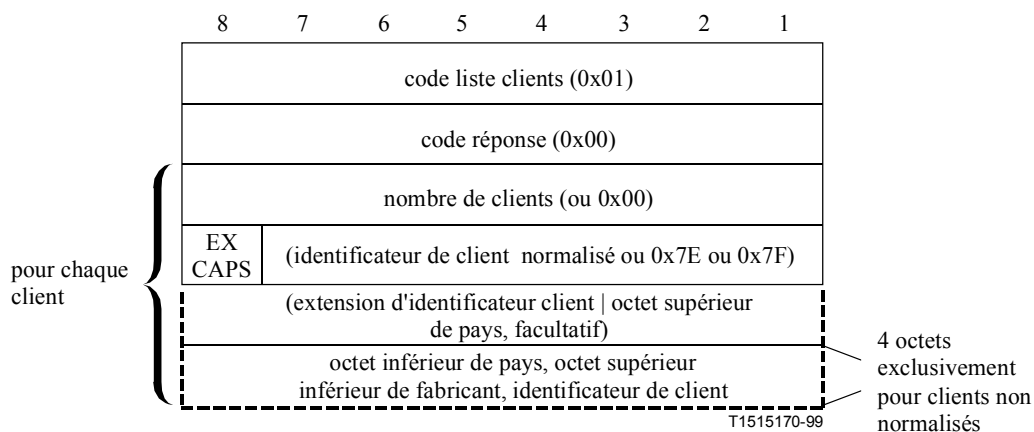 8 7 6 5 4 3 2 1
code liste clients (0x01)
code réponse (0x00)
nombre de clients (ou 0x00)
EX
CAPS
(identificateur de client normalisé ou 0x7E ou 0x7F)
pour chaque
client
(extension d'identificateur client | octet supérieur
de pays, facultatif)
octet inférieur de pays, octet supérieur
inférieur de fabricant, identificateur de client
4 octets
exclusivement
pour clients non
normalisés
T1515170-99